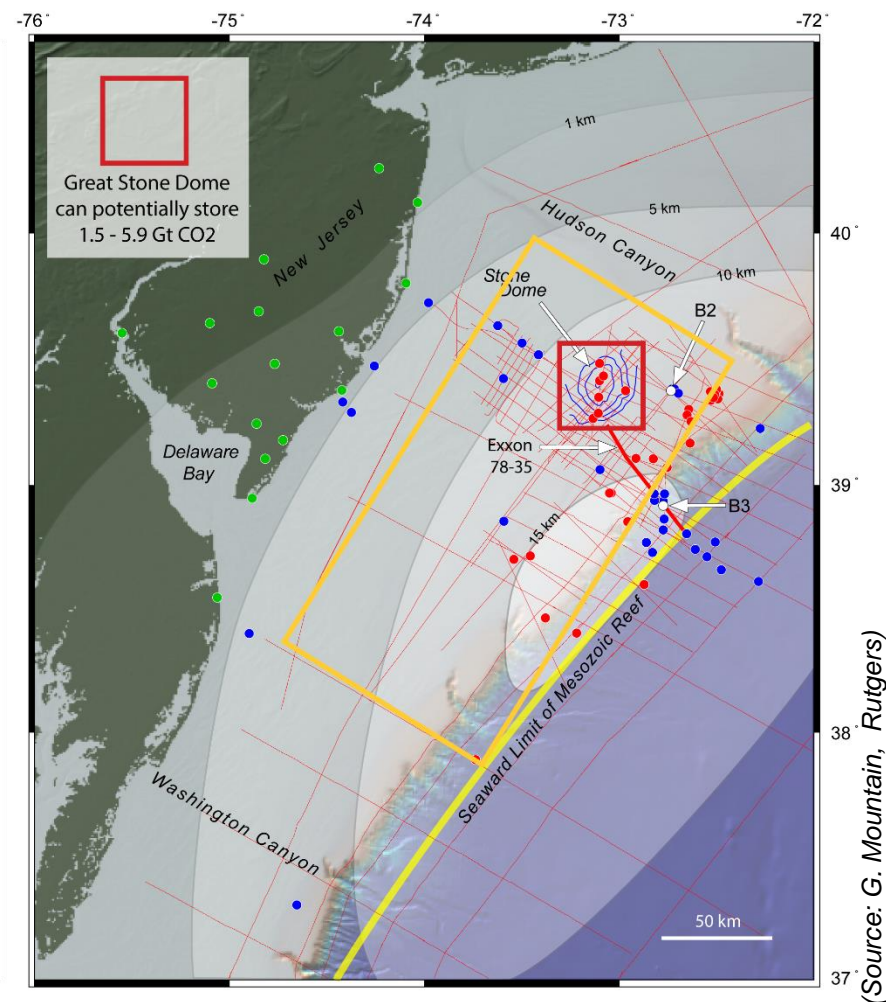 -76°
-75°
-74°
-73°
-72°
Great Stone Dome
can potentially store
1.5 - 5.9 Gt CO2
New Jersey
1 km
5 km
Hudson Canyon
40°
10 km
Stone
Dome
B2
Exxon
78-35
Delaware
Bay
39°
B3
15 km
Seaward Limit of Mesozoic Reef
38°
Washington Canyon
50 km
37°
(Source: G. Mountain, Rutgers)